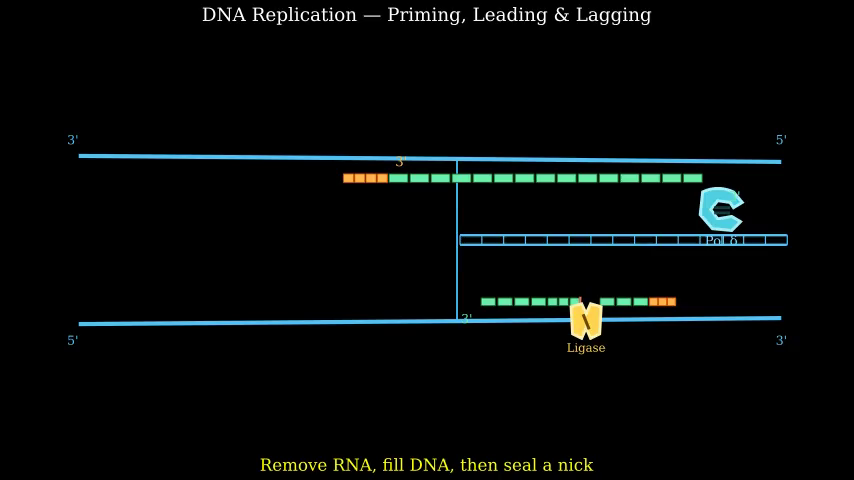 DNA Replication — Priming, Leading & Lagging
3'
5'
3'
Pol δ
3'
5'
3'
Ligase
Remove RNA, fill DNA, then seal a nick